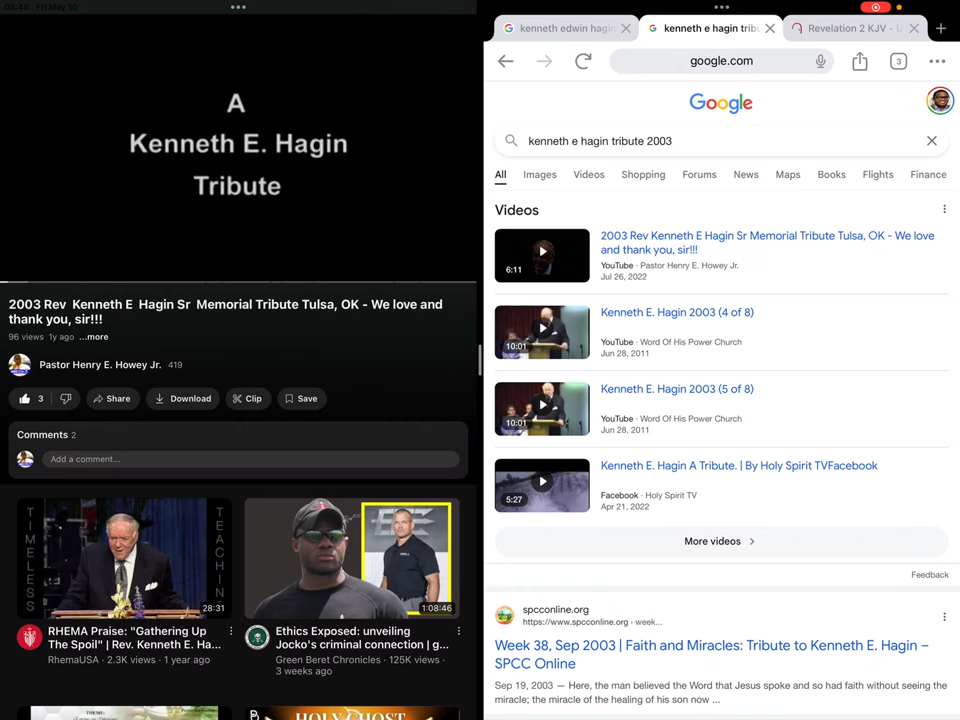 09:48 Fri May 10
A
Kenneth E. Hagin
Tribute
2003 Rev Kenneth E Hagin Sr Memorial Tribute Tulsa, OK - We love and
thank you, sir!!!
96 views 1y ago ...more
Pastor Henry E. Howey Jr. 419
3
Share
Download
Clip
Save
Comments 2
Add a comment...
TIMELESS
TEACHING
28:31
RHEMA Praise: "Gathering Up
The Spoil" | Rev. Kenneth E. Ha...
RhemaUSA · 2.3K views · 1 year ago
1:08:46
Ethics Exposed: unveiling
Jocko's criminal connection | g...
Green Beret Chronicles · 125K views ·
3 weeks ago
THEME:
HOLY GHOST
kenneth edwin hagin
kenneth e hagin tribu
Revelation 2 KJV - U
google.com
3
Google
kenneth e hagin tribute 2003
All
Images
Videos
Shopping
Forums
News
Maps
Books
Flights
Finance
Videos
6:11
2003 Rev Kenneth E Hagin Sr Memorial Tribute Tulsa, OK - We love
and thank you, sir!!!
YouTube · Pastor Henry E. Howey Jr.
Jul 26, 2022
10:01
Kenneth E. Hagin 2003 (4 of 8)
YouTube · Word Of His Power Church
Jun 28, 2011
10:01
Kenneth E. Hagin 2003 (5 of 8)
YouTube · Word Of His Power Church
Jun 28, 2011
5:27
Kenneth E. Hagin A Tribute. | By Holy Spirit TVFacebook
Facebook · Holy Spirit TV
Apr 21, 2022
More videos
Feedback
spcconline.org
https://www.spcconline.org › week...
Week 38, Sep 2003 | Faith and Miracles: Tribute to Kenneth E. Hagin –
SPCC Online
Sep 19, 2003 — Here, the man believed the Word that Jesus spoke and so had faith without seeing the
miracle; the miracle of the healing of his son now ...